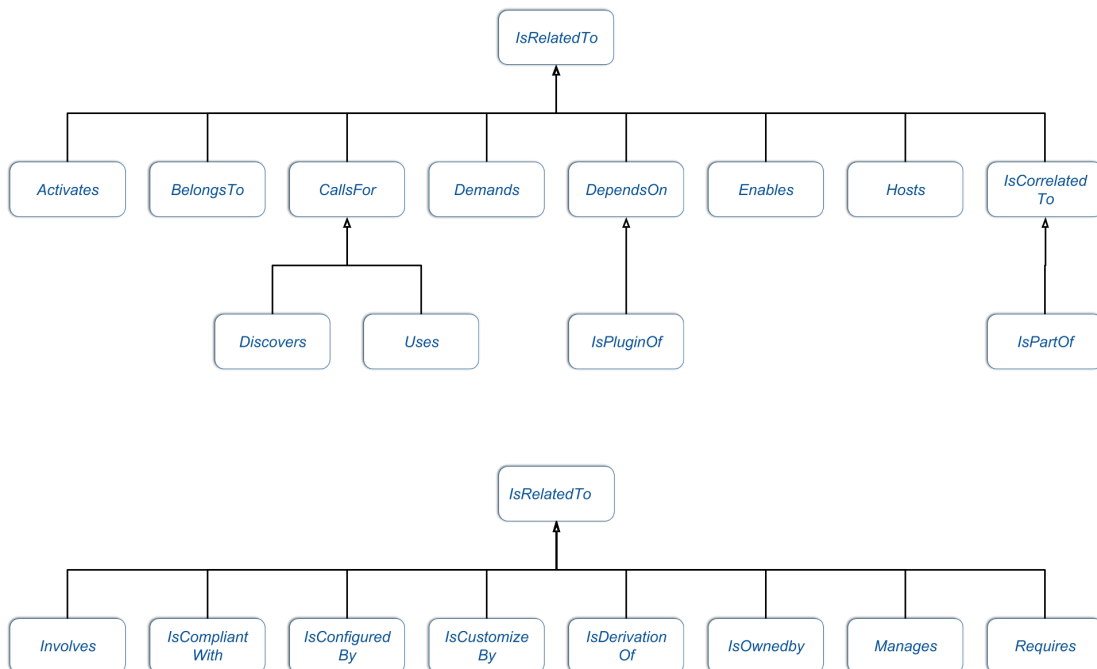 IsRelatedTo
Activates
BelongsTo
CallsFor
Demands
DependsOn
Enables
Hosts
IsCorrelated
To
Discovers
Uses
IsPluginOf
IsPartOf
IsRelatedTo
Involves
IsCompliant
With
IsConfigured
By
IsCustomize
By
IsDerivation
Of
IsOwnedby
Manages
Requires